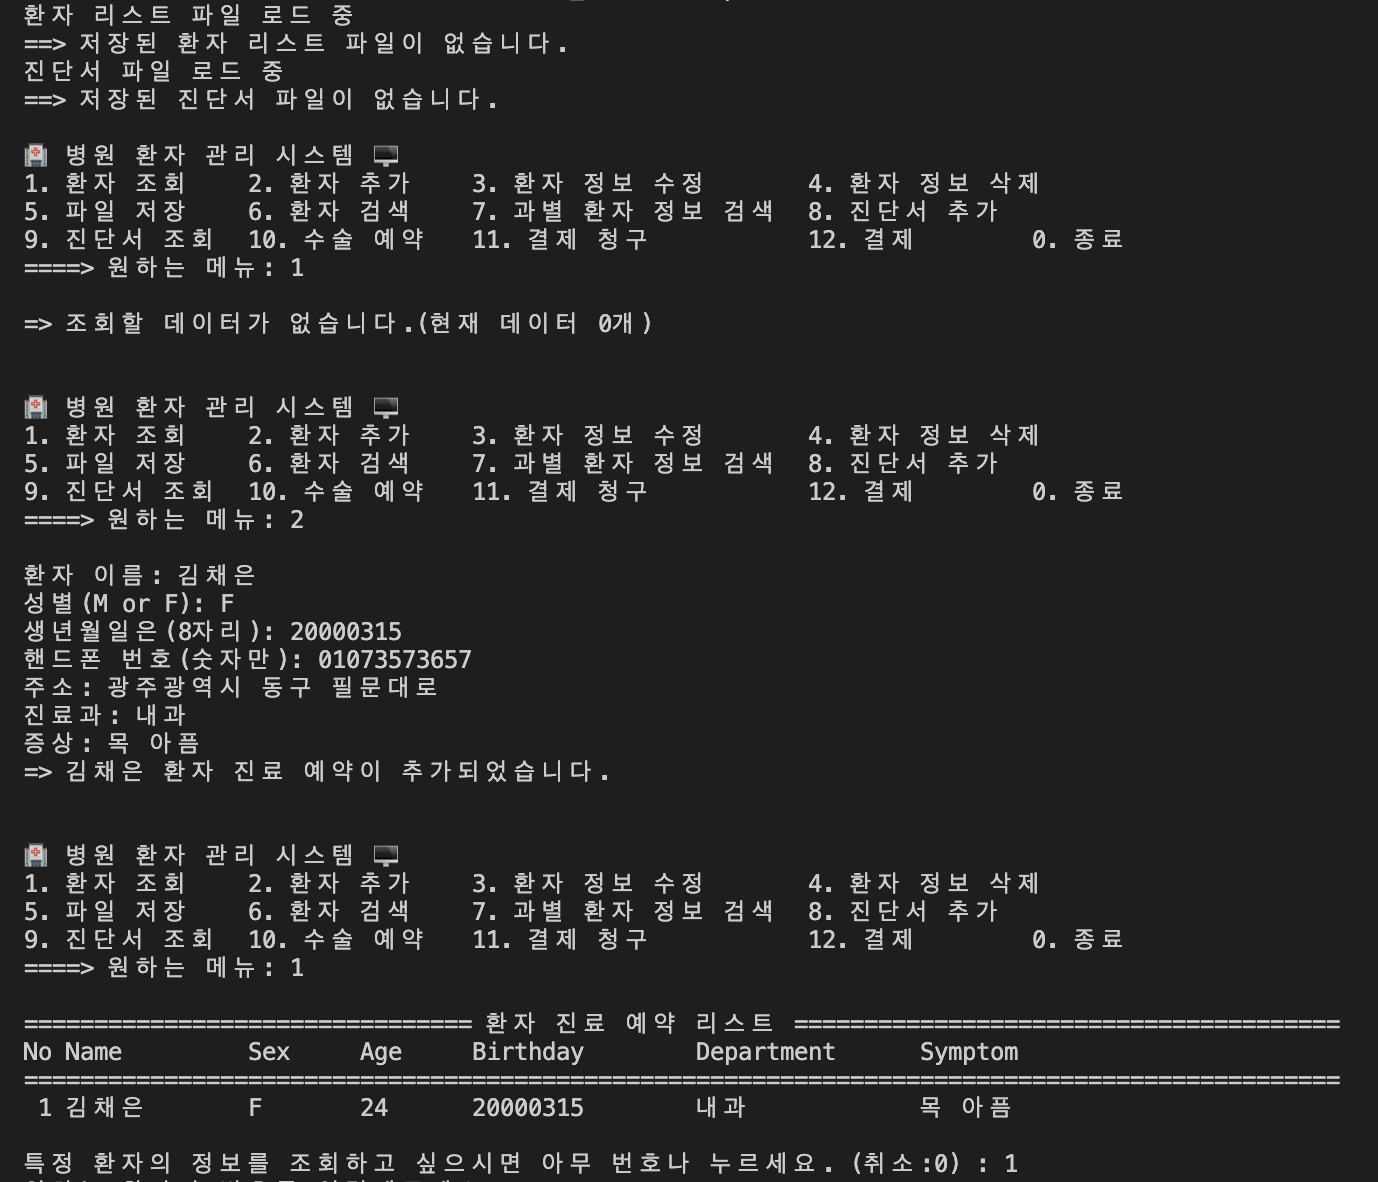 환자 리스트 파일 로드 중
==> 저장된 환자 리스트 파일이 없습니다.
진단서 파일 로드 중
==> 저장된 진단서 파일이 없습니다.
🏥 병원 환자 관리 시스템 🖥
1. 환자 조회 2. 환자 추가 3. 환자 정보 수정 4. 환자 정보 삭제
5. 파일 저장 6. 환자 검색 7. 과별 환자 정보 검색 8. 진단서 추가
9. 진단서 조회 10. 수술 예약 11. 결제 청구 12. 결제 0. 종료
====> 원하는 메뉴: 1
=> 조회할 데이터가 없습니다.(현재 데이터 0개)
🏥 병원 환자 관리 시스템 🖥
1. 환자 조회 2. 환자 추가 3. 환자 정보 수정 4. 환자 정보 삭제
5. 파일 저장 6. 환자 검색 7. 과별 환자 정보 검색 8. 진단서 추가
9. 진단서 조회 10. 수술 예약 11. 결제 청구 12. 결제 0. 종료
====> 원하는 메뉴: 2
환자 이름: 김채은
성별(M or F): F
생년월일은(8자리): 20000315
핸드폰 번호(숫자만): 01073573657
주소: 광주광역시 동구 필문대로
진료과: 내과
증상: 목 아픔
=> 김채은 환자 진료 예약이 추가되었습니다.
🏥 병원 환자 관리 시스템 🖥
1. 환자 조회 2. 환자 추가 3. 환자 정보 수정 4. 환자 정보 삭제
5. 파일 저장 6. 환자 검색 7. 과별 환자 정보 검색 8. 진단서 추가
9. 진단서 조회 10. 수술 예약 11. 결제 청구 12. 결제 0. 종료
====> 원하는 메뉴: 1
================================ 환자 진료 예약 리스트 =======================================
No Name Sex Age Birthday Department Symptom
==============================================================================================
1 김채은 F 24 20000315 내과 목 아픔
특정 환자의 정보를 조회하고 싶으시면 아무 번호나 누르세요. (취소:0) : 1